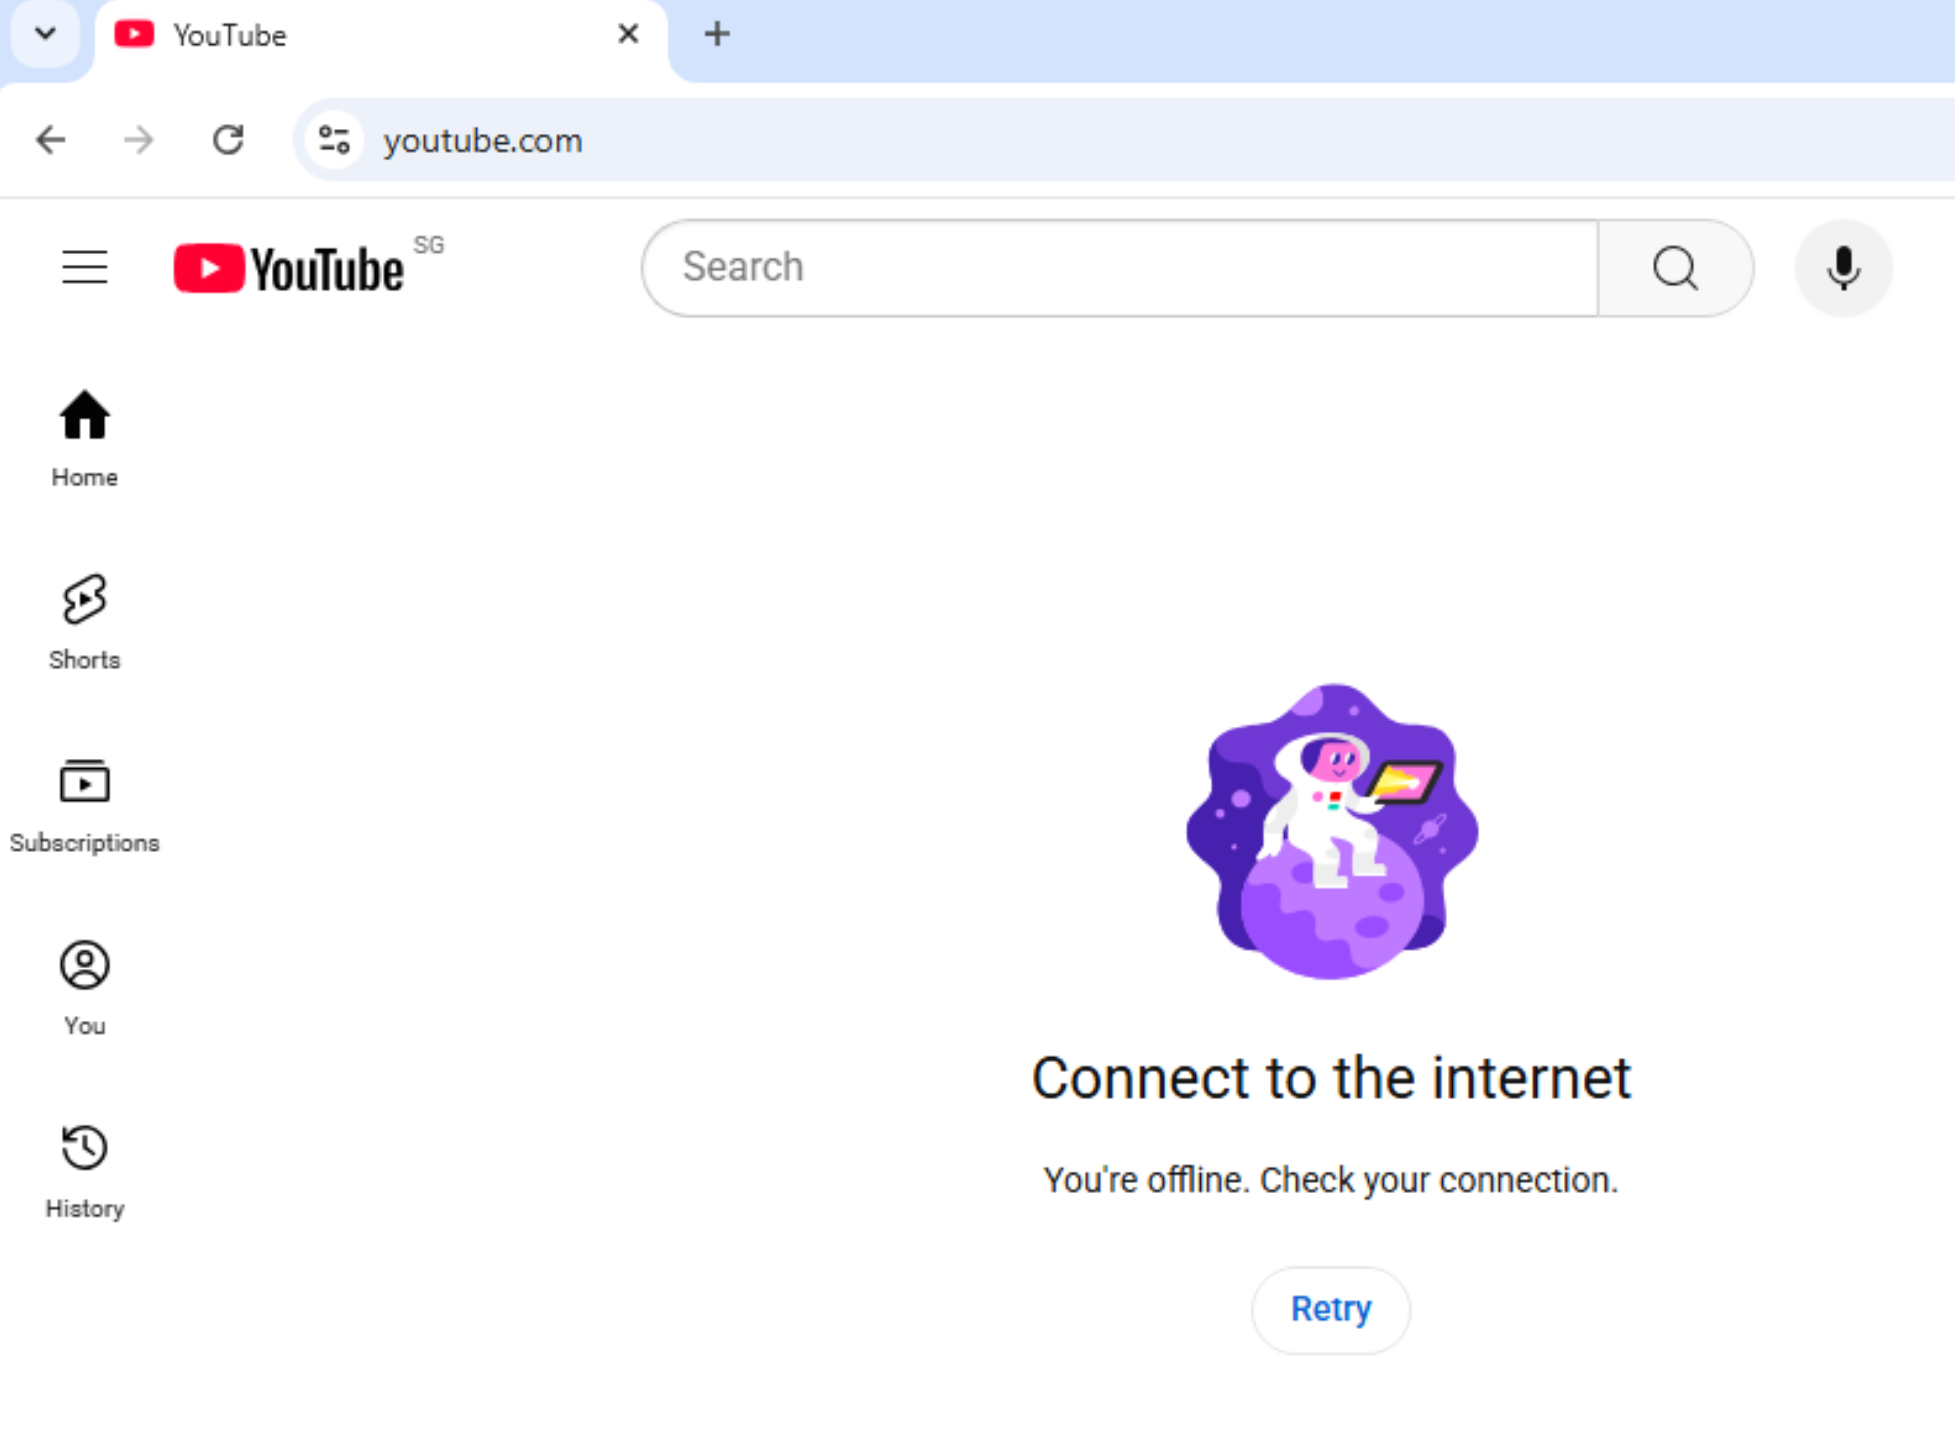 YouTube
youtube.com
YouTube SG
Search
Home
Shorts
Subscriptions
You
History
Connect to the internet
You're offline. Check your connection.
Retry